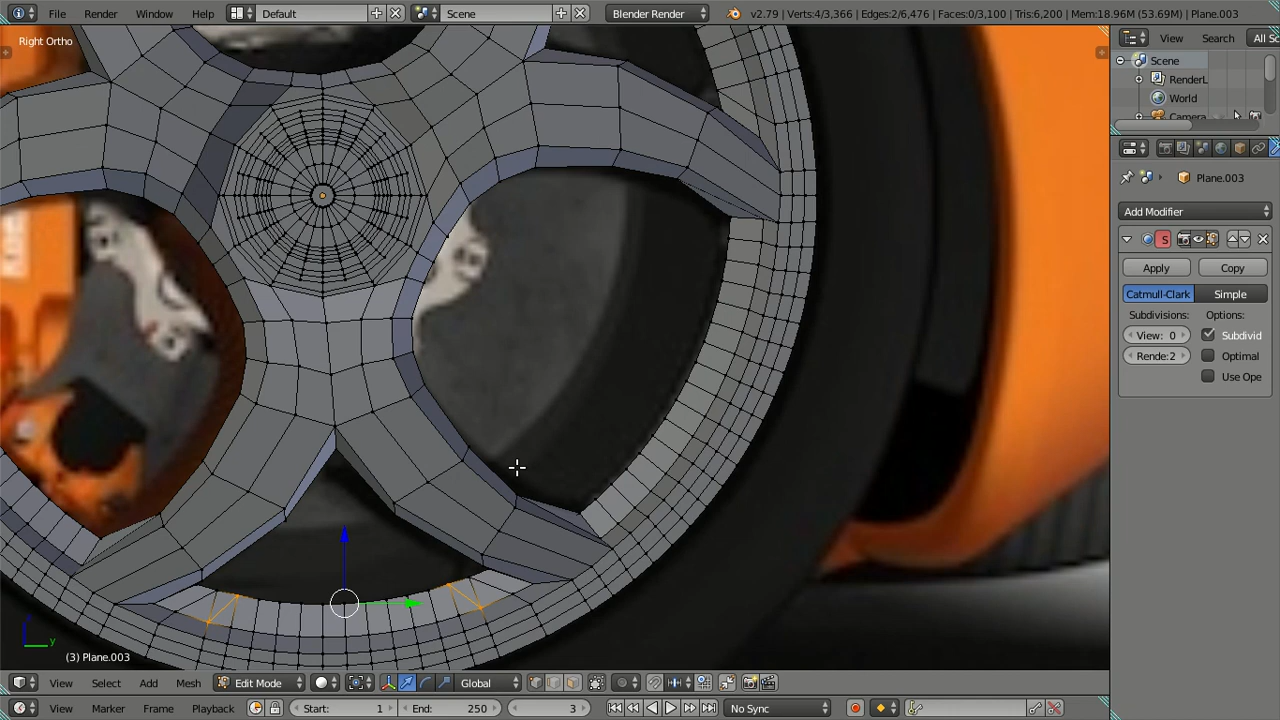 File Render Window Help Default Scene Blender Render v2.79 | Verts:4/3,366 | Edges:2/6,476 | Faces:0/3,100 | Tris:6,200 | Mem:18.96M (53.69M) | Plane.003
Right Ortho
View Search All Sc
Scene
RenderL
World
Camera
Plane.003
Add Modifier
S
Apply Copy
Catmull-Clark Simple
Subdivisions: Options:
View: 0 Subdivid
Rende:2 Optimal
Use Ope
z
y
(3) Plane.003
View Select Add Mesh Edit Mode Global
View Marker Frame Playback Start: 1 End: 250 3 No Sync